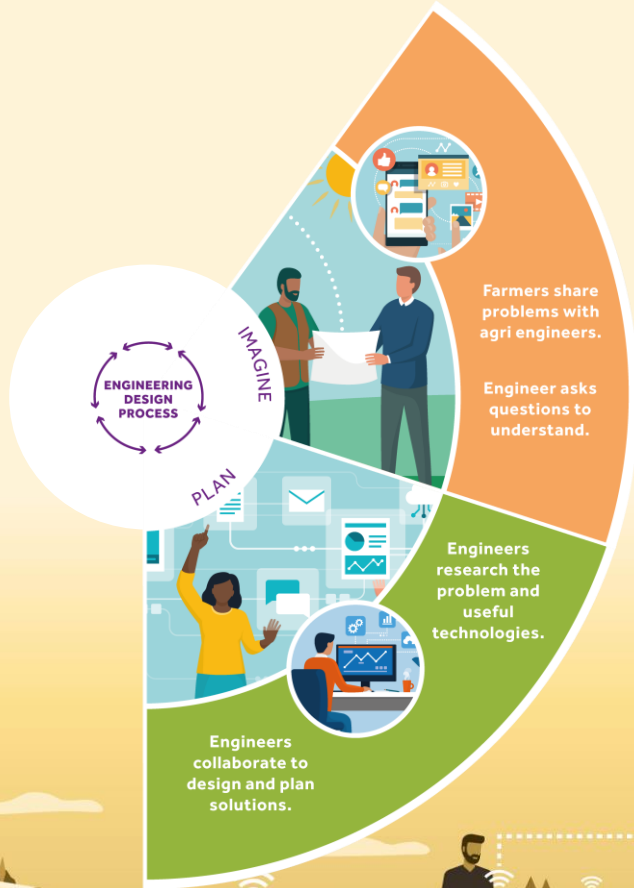 ENGINEERING
DESIGN
PROCESS
IMAGINE
Farmers share
problems with
agri engineers.
Engineer asks
questions to
understand.
PLAN
Engineers
research the
problem and
useful
technologies.
Engineers
collaborate to
design and plan
solutions.